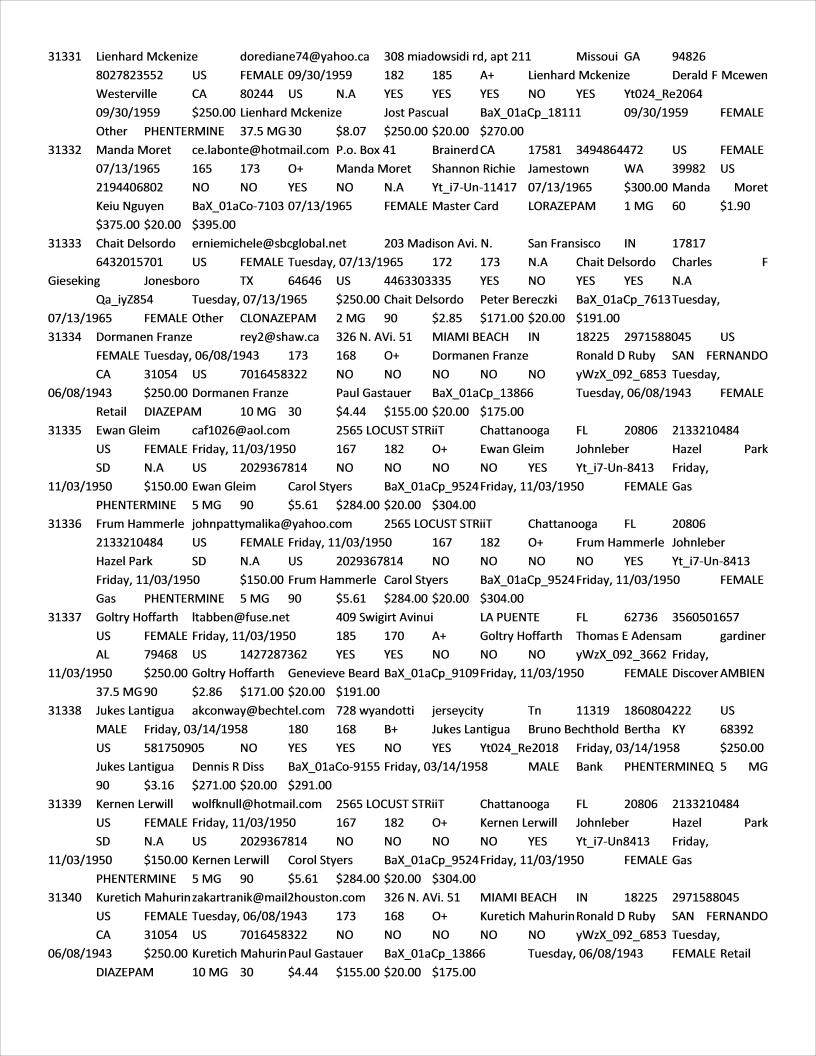 31331 Lienhard Mckenize dorediane74@yahoo.ca 308 miadowsidi rd, apt 211 Missoui GA 94826
8027823552 US FEMALE 09/30/1959 182 185 A+ Lienhard Mckenize Derald F Mcewen
Westerville CA 80244 US N.A YES YES YES NO YES Yt024_Re2064
09/30/1959 $250.00 Lienhard Mckenize Jost Pascual BaX_01aCp_18111 09/30/1959 FEMALE
Other PHENTERMINE 37.5 MG 30 $8.07 $250.00 $20.00 $270.00
31332 Manda Moret ce.labonte@hotmail.com P.o. Box 41 Brainerd CA 17581 3494864472 US FEMALE
07/13/1965 165 173 O+ Manda Moret Shannon Richie Jamestown WA 39982 US
2194406802 NO NO YES NO N.A Yt_i7-Un-11417 07/13/1965 $300.00 Manda Moret
Keiu Nguyen BaX_01aCo-7103 07/13/1965 FEMALE Master Card LORAZEPAM 1 MG 60 $1.90
$375.00 $20.00 $395.00
31333 Chait Delsordo erniemichele@sbcglobal.net 203 Madison Avi. N. San Fransisco IN 17817
6432015701 US FEMALE Tuesday, 07/13/1965 172 173 N.A Chait Delsordo Charles F
Gieseking Jonesboro TX 64646 US 4463303335 YES NO YES YES N.A
Qa_iyZ854 Tuesday, 07/13/1965 $250.00 Chait Delsordo Peter Bereczki BaX_01aCp_7613 Tuesday,
07/13/1965 FEMALE Other CLONAZEPAM 2 MG 90 $2.85 $171.00 $20.00 $191.00
31334 Dormanen Franze rey2@shaw.ca 326 N. AVi. 51 MIAMI BEACH IN 18225 2971588045 US
FEMALE Tuesday, 06/08/1943 173 168 O+ Dormanen Franze Ronald D Ruby SAN FERNANDO
CA 31054 US 7016458322 NO NO NO NO NO yWzX_092_6853 Tuesday,
06/08/1943 $250.00 Dormanen Franze Paul Gastauer BaX_01aCp_13866 Tuesday, 06/08/1943 FEMALE
Retail DIAZEPAM 10 MG 30 $4.44 $155.00 $20.00 $175.00
31335 Ewan Gleim caf1026@aol.com 2565 LOCUST STRiiT Chattanooga FL 20806 2133210484
US FEMALE Friday, 11/03/1950 167 182 O+ Ewan Gleim Johnleber Hazel Park
SD N.A US 2029367814 NO NO NO NO YES Yt_i7-Un-8413 Friday,
11/03/1950 $150.00 Ewan Gleim Carol Styers BaX_01aCp_9524 Friday, 11/03/1950 FEMALE Gas
PHENTERMINE 5 MG 90 $5.61 $284.00 $20.00 $304.00
31336 Frum Hammerle johnpattymalika@yahoo.com 2565 LOCUST STRiiT Chattanooga FL 20806
2133210484 US FEMALE Friday, 11/03/1950 167 182 O+ Frum Hammerle Johnleber
Hazel Park SD N.A US 2029367814 NO NO NO NO YES Yt_i7-Un-8413
Friday, 11/03/1950 $150.00 Frum Hammerle Carol Styers BaX_01aCp_9524 Friday, 11/03/1950 FEMALE
Gas PHENTERMINE 5 MG 90 $5.61 $284.00 $20.00 $304.00
31337 Goltry Hoffarth ltabben@fuse.net 409 Swigirt Avinui LA PUENTE FL 62736 3560501657
US FEMALE Friday, 11/03/1950 185 170 A+ Goltry Hoffarth Thomas E Adensam gardiner
AL 79468 US 1427287362 YES YES NO NO NO yWzX_092_3662 Friday,
11/03/1950 $250.00 Goltry Hoffarth Genevieve Beard BaX_01aCp_9109 Friday, 11/03/1950 FEMALE Discover AMBIEN
37.5 MG 90 $2.86 $171.00 $20.00 $191.00
31338 Jukes Lantigua akconway@bechtel.com 728 wyandotti jerseycity Tn 11319 1860804222 US
MALE Friday, 03/14/1958 180 168 B+ Jukes Lantigua Bruno Bechthold Bertha KY 68392
US 581750905 NO YES YES NO YES Yt024_Re2018 Friday, 03/14/1958 $250.00
Jukes Lantigua Dennis R Diss BaX_01aCo-9155 Friday, 03/14/1958 MALE Bank PHENTERMINEQ 5 MG
90 $3.16 $271.00 $20.00 $291.00
31339 Kernen Lerwill wolfknull@hotmail.com 2565 LOCUST STRiiT Chattanooga FL 20806 2133210484
US FEMALE Friday, 11/03/1950 167 182 O+ Kernen Lerwill Johnleber Hazel Park
SD N.A US 2029367814 NO NO NO NO YES Yt_i7-Un8413 Friday,
11/03/1950 $150.00 Kernen Lerwill Corol Styers BaX_01aCp_9524 Friday, 11/03/1950 FEMALE Gas
PHENTERMINE 5 MG 90 $5.61 $284.00 $20.00 $304.00
31340 Kuretich Mahurin zakartranik@mail2houston.com 326 N. AVi. 51 MIAMI BEACH IN 18225 2971588045
US FEMALE Tuesday, 06/08/1943 173 168 O+ Kuretich Mahurin Ronald D Ruby SAN FERNANDO
CA 31054 US 7016458322 NO NO NO NO NO yWzX_092_6853 Tuesday,
06/08/1943 $250.00 Kuretich Mahurin Paul Gastauer BaX_01aCp_13866 Tuesday, 06/08/1943 FEMALE Retail
DIAZEPAM 10 MG 30 $4.44 $155.00 $20.00 $175.00